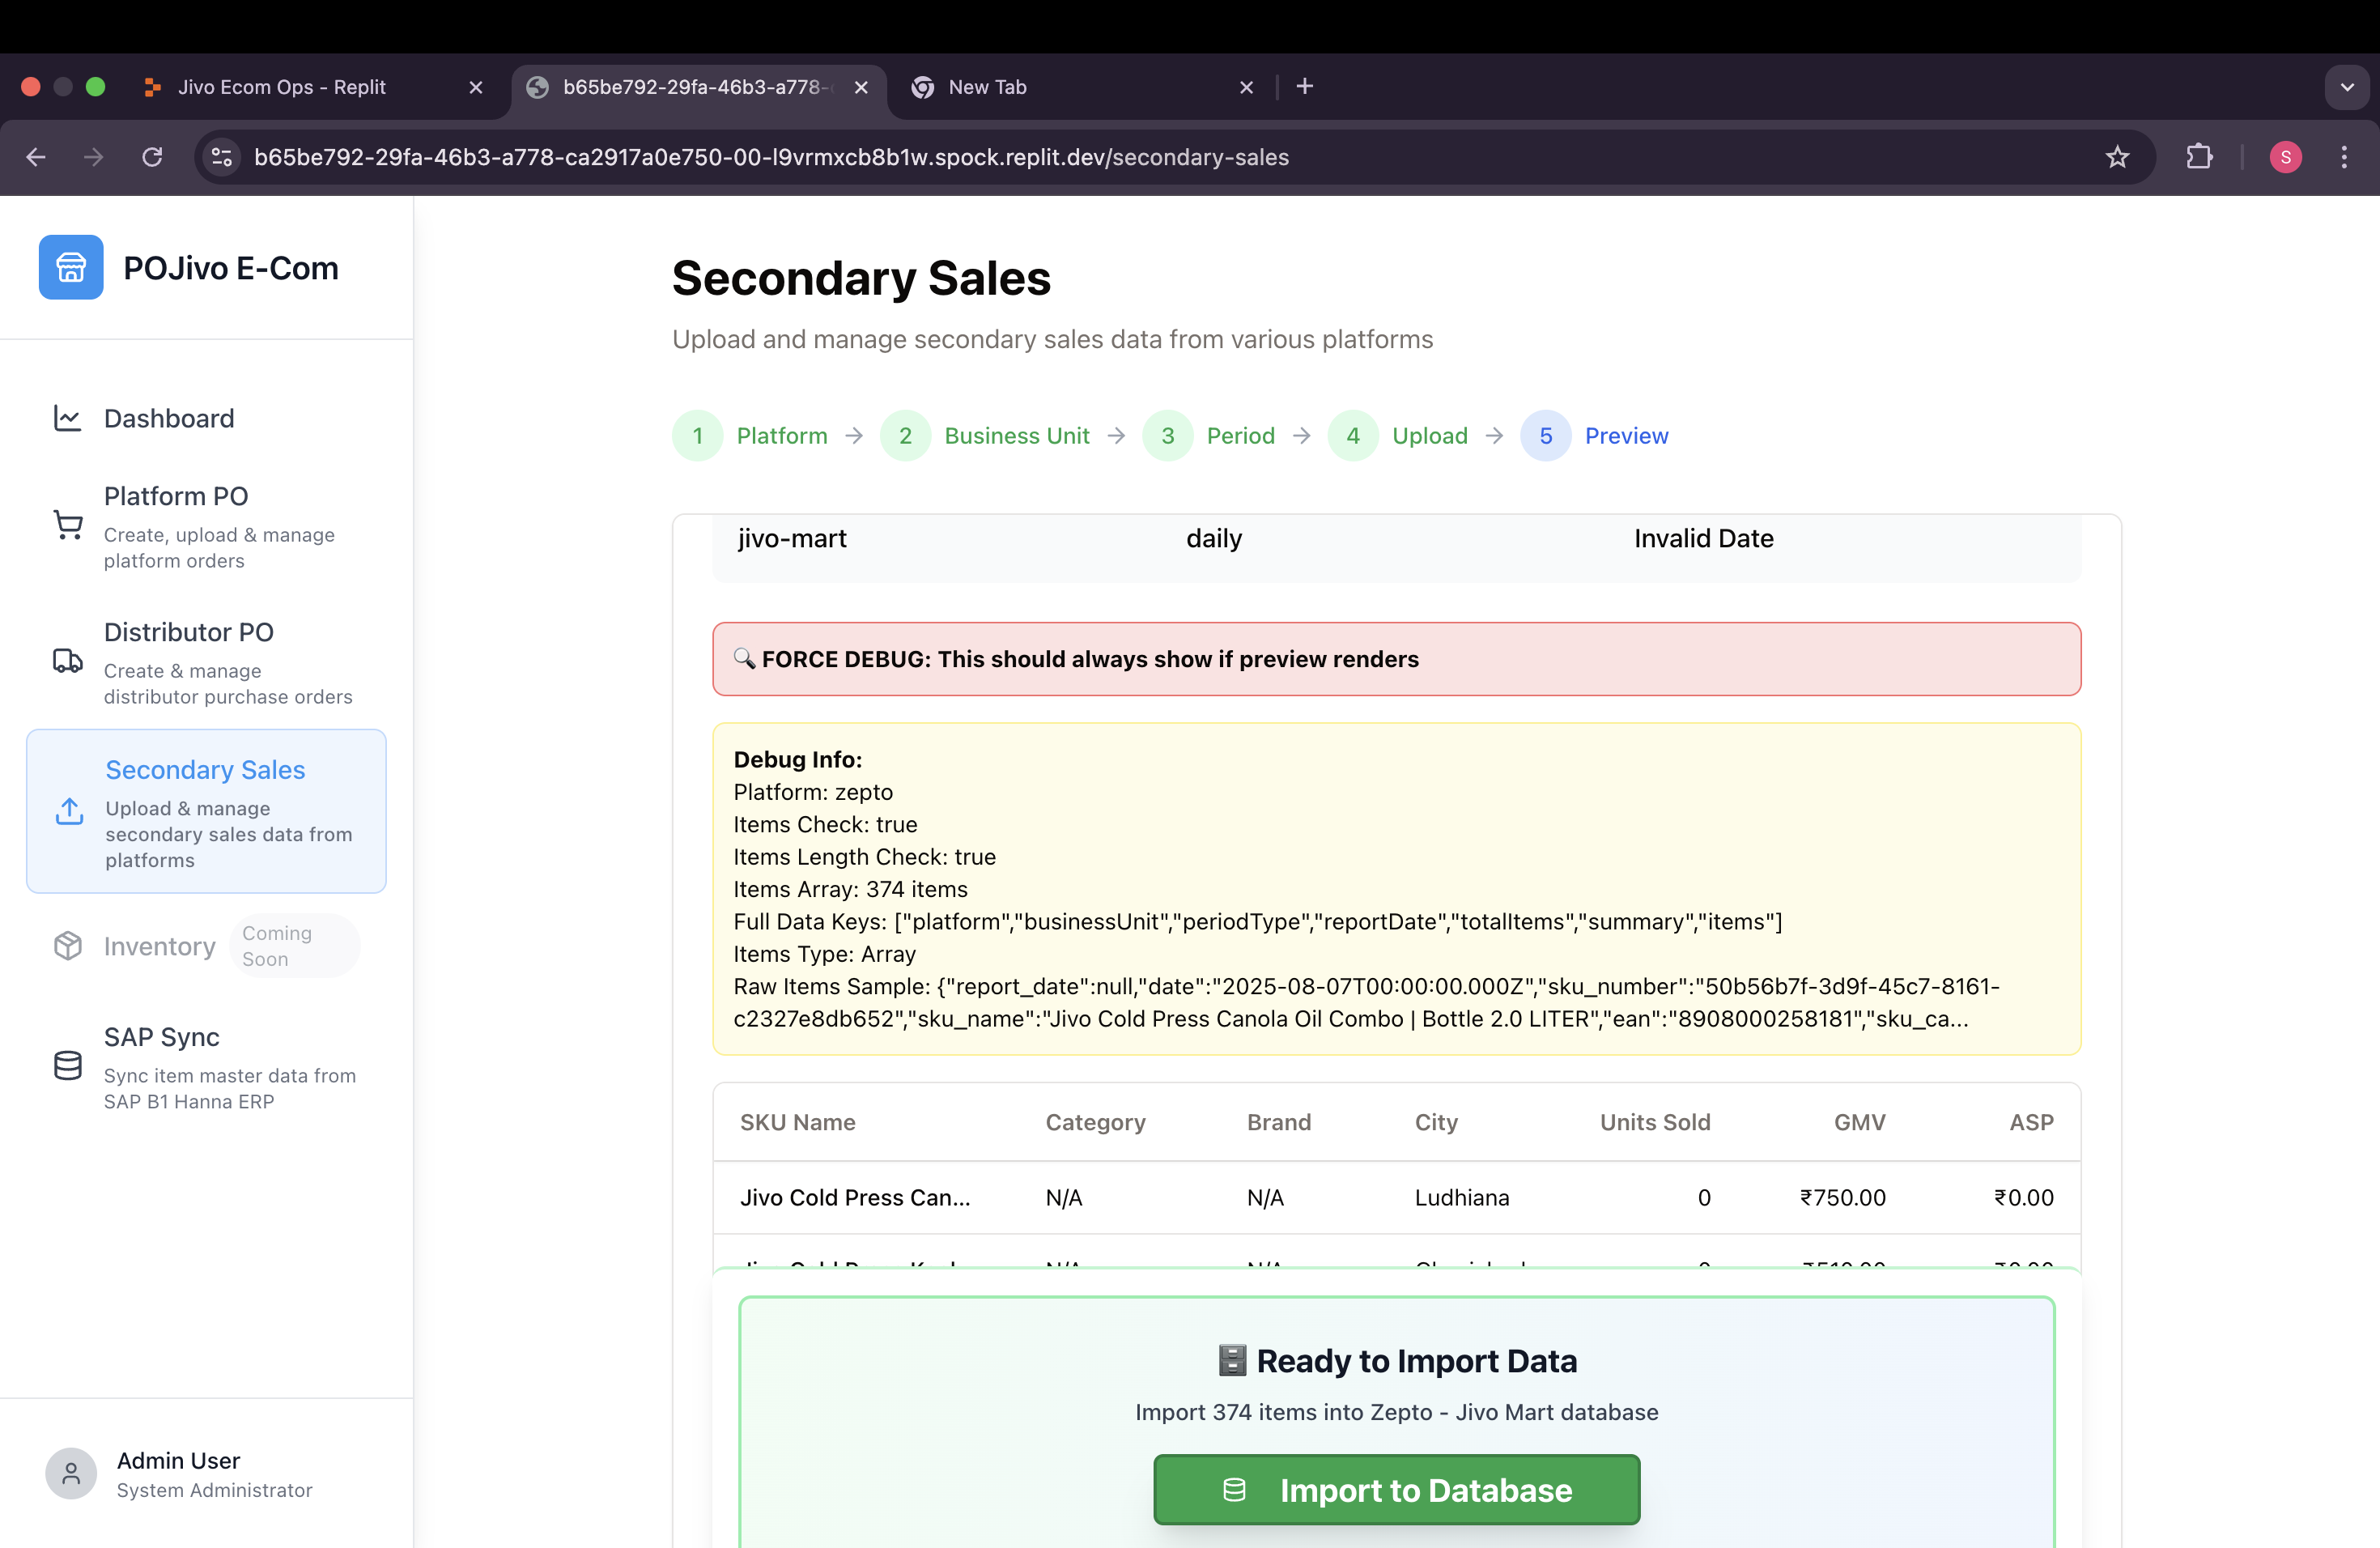 Jivo Ecom Ops - Replit
b65be792-29fa-46b3-a778-
New Tab
b65be792-29fa-46b3-a778-ca2917a0e750-00-l9vrmxcb8b1w.spock.replit.dev/secondary-sales
S
POJivo E-Com
Dashboard
Platform PO
Create, upload & manage
platform orders
Distributor PO
Create & manage
distributor purchase orders
Secondary Sales
Upload & manage
secondary sales data from
platforms
Inventory
Coming
Soon
SAP Sync
Sync item master data from
SAP B1 Hanna ERP
Admin User
System Administrator
Secondary Sales
Upload and manage secondary sales data from various platforms
1 Platform → 2 Business Unit → 3 Period → 4 Upload → 5 Preview
jivo-mart daily Invalid Date
🔍 FORCE DEBUG: This should always show if preview renders
Debug Info:
Platform: zepto
Items Check: true
Items Length Check: true
Items Array: 374 items
Full Data Keys: ["platform","businessUnit","periodType","reportDate","totalItems","summary","items"]
Items Type: Array
Raw Items Sample: {"report_date":null,"date":"2025-08-07T00:00:00.000Z","sku_number":"50b56b7f-3d9f-45c7-8161-
c2327e8db652","sku_name":"Jivo Cold Press Canola Oil Combo | Bottle 2.0 LITER","ean":"8908000258181","sku_ca...
SKU Name Category Brand City Units Sold GMV ASP
Jivo Cold Press Can... N/A N/A Ludhiana 0 ₹750.00 ₹0.00
Ready to Import Data
Import 374 items into Zepto - Jivo Mart database
Import to Database